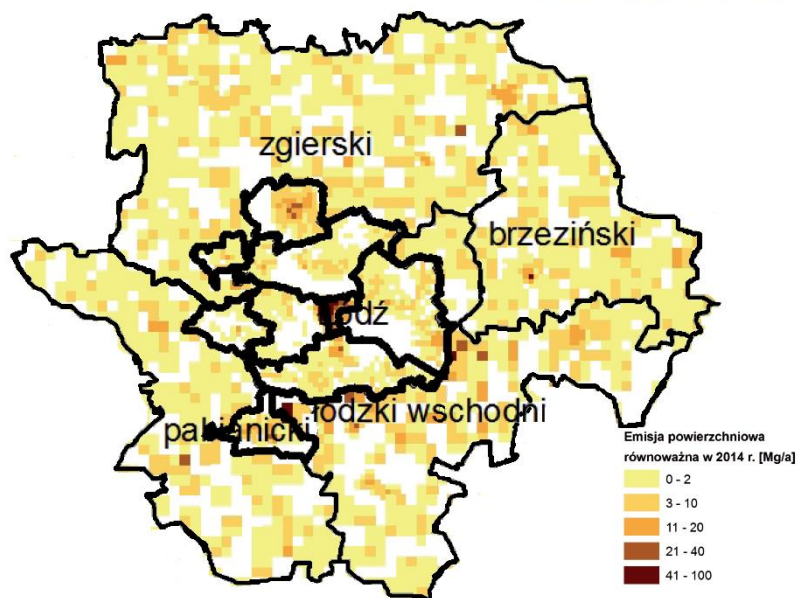 zgierski
brzeziński
Łódź
łódzki wschodni
pabianicki
Emisja powierzchniowa
równoważna w 2014 r. [Mg/a]
0 - 2
3 - 10
11 - 20
21 - 40
41 - 100